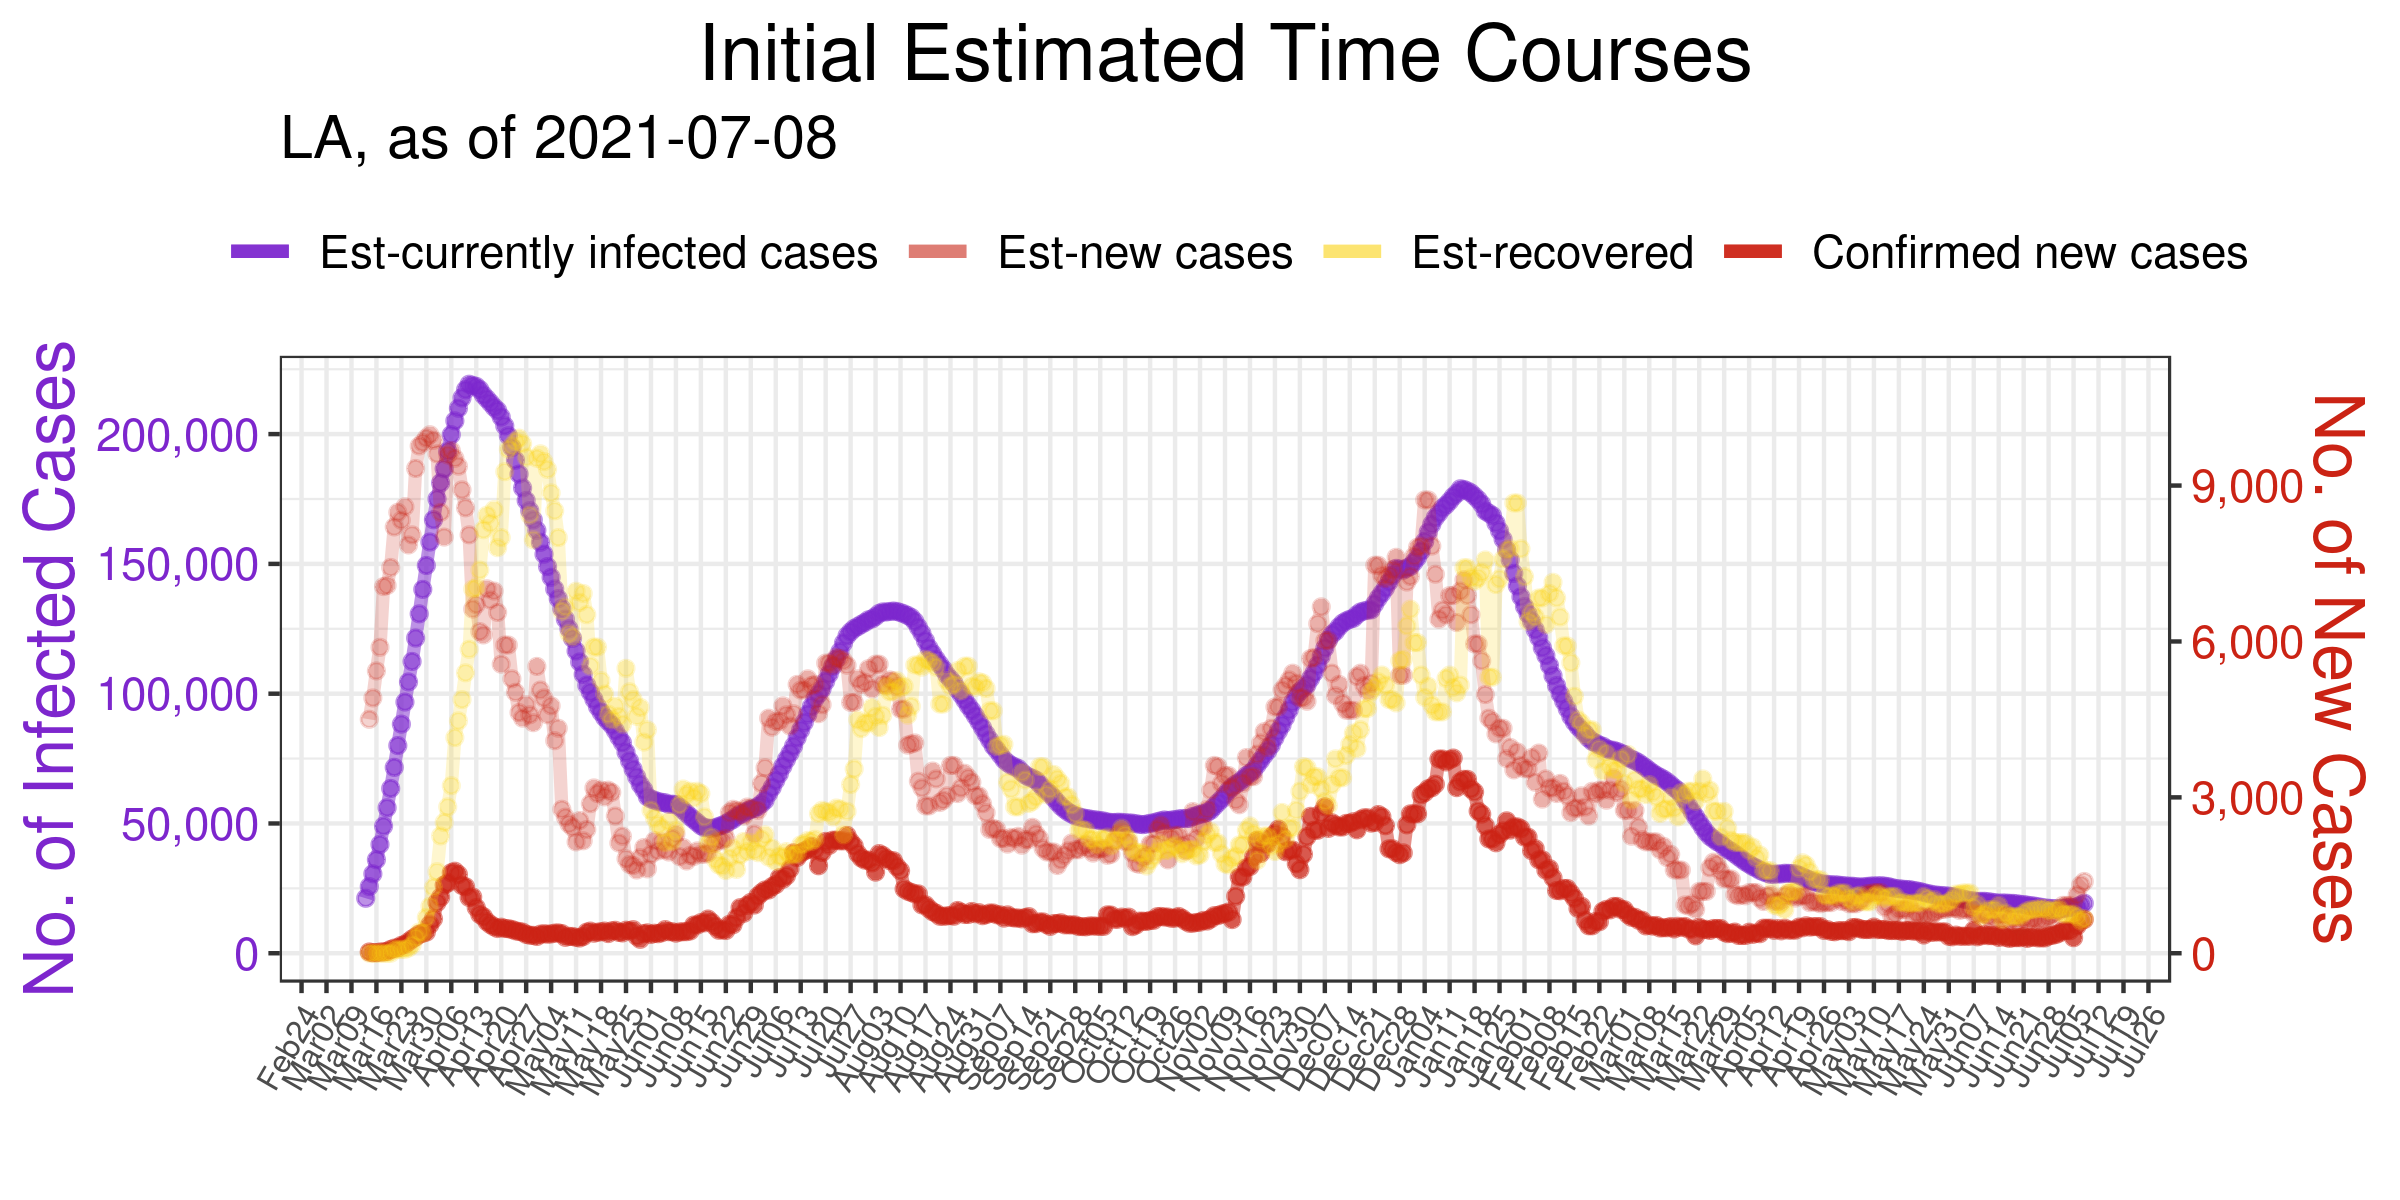 Initial Estimated Time Courses
LA, as of 2021-07-08
Est-currently infected cases Est-new cases Est-recovered Confirmed new cases
No. of Infected Cases
200,000
150,000
100,000
50,000
0
9,000
6,000
3,000
0
No. of New Cases
Feb24
Mar02
Mar09
Mar16
Mar23
Mar30
Apr06
Apr13
Apr20
Apr27
May04
May11
May18
May25
Jun01
Jun08
Jun15
Jun22
Jun29
Jul06
Jul13
Jul20
Jul27
Aug03
Aug10
Aug17
Aug24
Aug31
Sep07
Sep14
Sep21
Sep28
Oct05
Oct12
Oct19
Oct26
Nov02
Nov09
Nov16
Nov23
Nov30
Dec07
Dec14
Dec21
Dec28
Jan04
Jan11
Jan18
Jan25
Feb01
Feb08
Feb15
Feb22
Mar01
Mar08
Mar15
Mar22
Mar29
Apr05
Apr12
Apr19
Apr26
May03
May10
May17
May24
May31
Jun07
Jun14
Jun21
Jun28
Jul05
Jul12
Jul19
Jul26